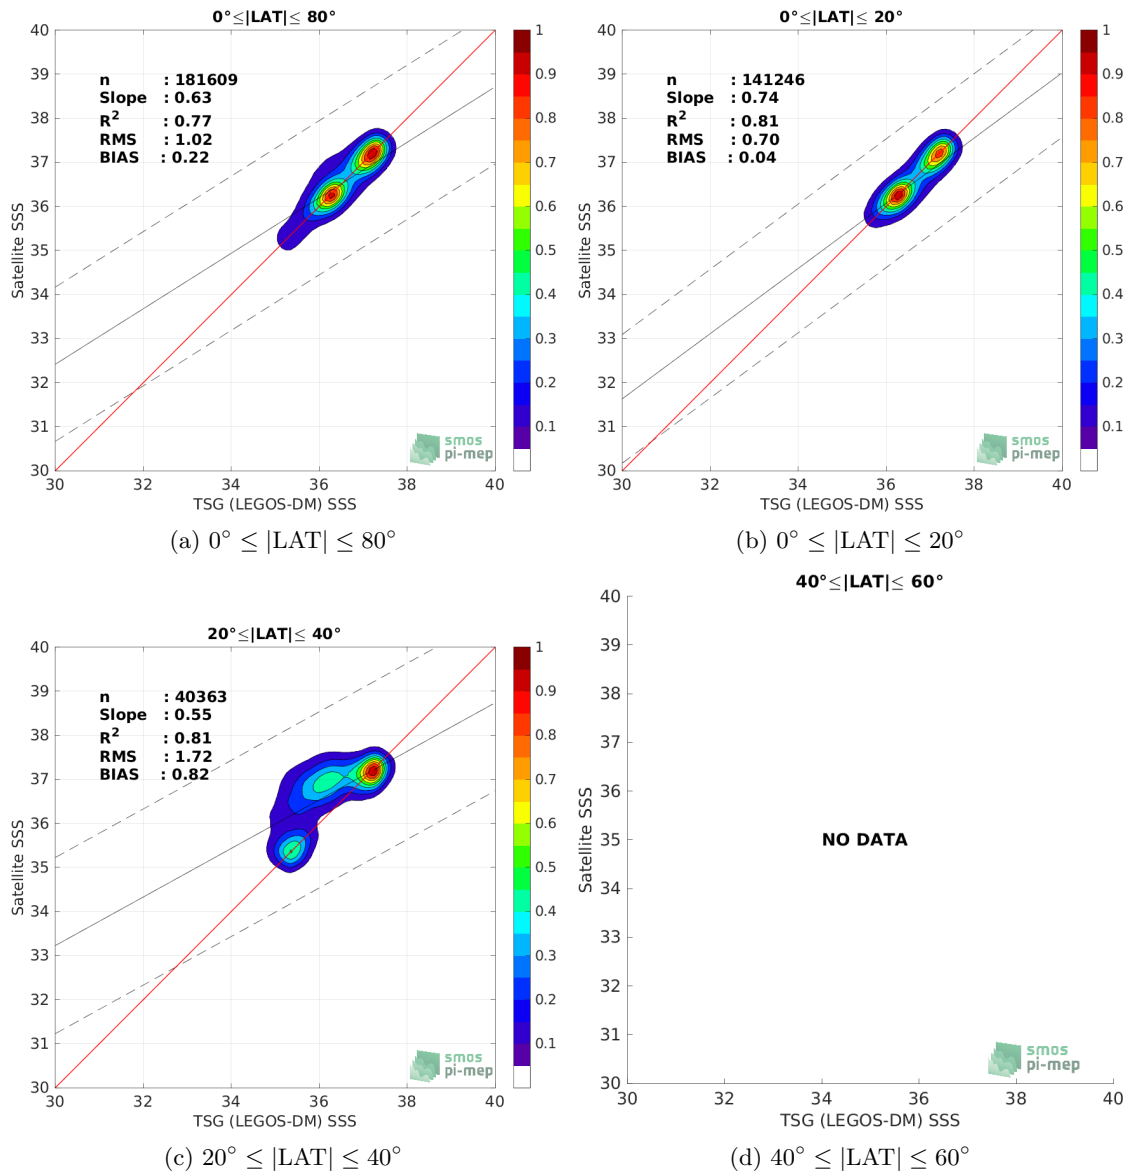 0°≤|LAT|≤ 80°
40
39
38
37
36
35
34
33
32
31
30
Satellite SSS
n : 181609
Slope : 0.63
R² : 0.77
RMS : 1.02
BIAS : 0.22
smos
pi-mep
30 32 34 36 38 40
TSG (LEGOS-DM) SSS
1
0.9
0.8
0.7
0.6
0.5
0.4
0.3
0.2
0.1
(a) 0° ≤ |LAT| ≤ 80°
0°≤|LAT|≤ 20°
40
39
38
37
36
35
34
33
32
31
30
Satellite SSS
n : 141246
Slope : 0.74
R² : 0.81
RMS : 0.70
BIAS : 0.04
smos
pi-mep
30 32 34 36 38 40
TSG (LEGOS-DM) SSS
1
0.9
0.8
0.7
0.6
0.5
0.4
0.3
0.2
0.1
(b) 0° ≤ |LAT| ≤ 20°
20°≤|LAT|≤ 40°
40
39
38
37
36
35
34
33
32
31
30
Satellite SSS
n : 40363
Slope : 0.55
R² : 0.81
RMS : 1.72
BIAS : 0.82
smos
pi-mep
30 32 34 36 38 40
TSG (LEGOS-DM) SSS
1
0.9
0.8
0.7
0.6
0.5
0.4
0.3
0.2
0.1
(c) 20° ≤ |LAT| ≤ 40°
40°≤|LAT|≤ 60°
40
39
38
37
36
35
34
33
32
31
30
Satellite SSS
NO DATA
smos
pi-mep
30 32 34 36 38 40
TSG (LEGOS-DM) SSS
(d) 40° ≤ |LAT| ≤ 60°